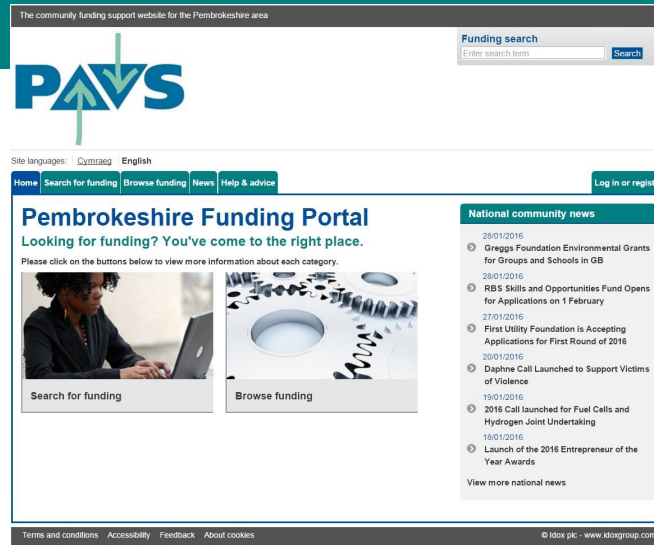 The community funding support website for the Pembrokeshire area
Funding search
Enter search term
Search
PAVS
Site languages: Cymraeg English
Home Search for funding Browse funding News Help & advice
Log in or regist
Pembrokeshire Funding Portal
Looking for funding? You've come to the right place.
Please click on the buttons below to view more information about each category.
Search for funding
Browse funding
National community news
28/01/2016
Greggs Foundation Environmental Grants
for Groups and Schools in GB
28/01/2016
RBS Skills and Opportunities Fund Opens
for Applications on 1 February
27/01/2016
First Utility Foundation is Accepting
Applications for First Round of 2016
20/01/2016
Daphne Call Launched to Support Victims
of Violence
19/01/2016
2016 Call launched for Fuel Cells and
Hydrogen Joint Undertaking
18/01/2016
Launch of the 2016 Entrepreneur of the
Year Awards
View more national news
Terms and conditions Accessibility Feedback About cookies
© Idox plc - www.idoxgroup.com